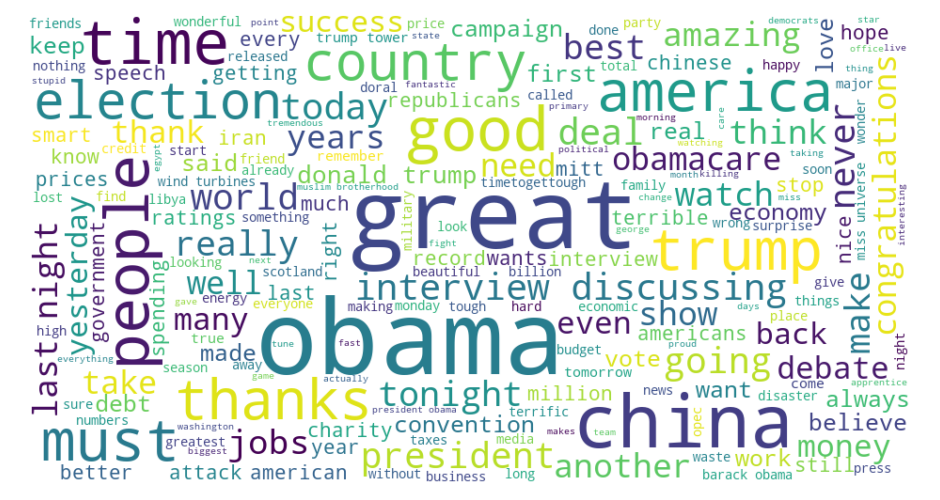 friends
wonderful
success
price
campaign
done
party
point
state
amazing
love
democrats
star
hope
office
live
time
keep
every
trump tower
best
nothing
speech
getting
released
country
first
total
chinese
happy
thing
stupid
doral
fantastic
called
primary
america
major
election
today
republicans
morning
care
smart
thank
iran
tremendous
years
good
deal
real
think
never
wonder
congratulations
credit
start
remember
political
watching
taking
know
said
already
friend
donald trump
need
mitt
obamacare
month
killing
soon
prices
egypt
wind turbines
muslim brotherhood
timetogettough
family
watch
stop
miss universe
lost
find
libya
world
much
great
change
miss
economy
nice
interesting
people
yesterday
government
ratings
something
military
look
terrible
wrong
surprise
george
last night
really
right
fight
trump
spending
looking
next
scotland
record
wants
interview
well
last
beautiful
billion
interview discussing
give
make
high
energy
gave
everyone
making
monday
tough
hard
economic
show
days
things
many
true
obama
even
americans
place
back
night
everything
made
away
tune
fast
budget
vote
proud
going
debate
season
game
actually
tomorrow
news
want
come
apprentice
take
thanks
tonight
million
disaster
always
sure
debt
president obama
terrific
china
opec
believe
numbers
washington
charity
convention
must
greatest
jobs
year
taxes
media
makes
team
money
biggest
president
another
waste
work
still
press
better
attack
american
without
business
long
barack obama